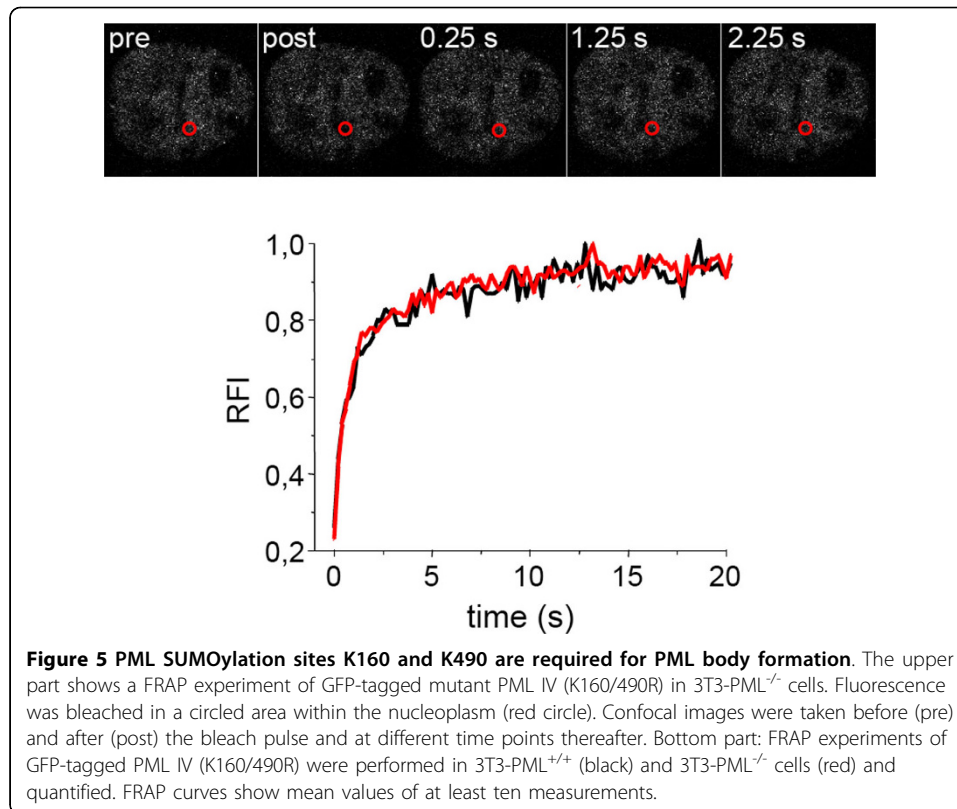 pre post 0.25 s 1.25 s 2.25 s
1,0
0,8
0,6
0,4
0,2
RFI
0 5 10 15 20
time (s)
Figure 5 PML SUMOylation sites K160 and K490 are required for PML body formation. The upper
part shows a FRAP experiment of GFP-tagged mutant PML IV (K160/490R) in 3T3-PML-/- cells. Fluorescence
was bleached in a circled area within the nucleoplasm (red circle). Confocal images were taken before (pre)
and after (post) the bleach pulse and at different time points thereafter. Bottom part: FRAP experiments of
GFP-tagged PML IV (K160/490R) were performed in 3T3-PML+/+ (black) and 3T3-PML-/- cells (red) and
quantified. FRAP curves show mean values of at least ten measurements.